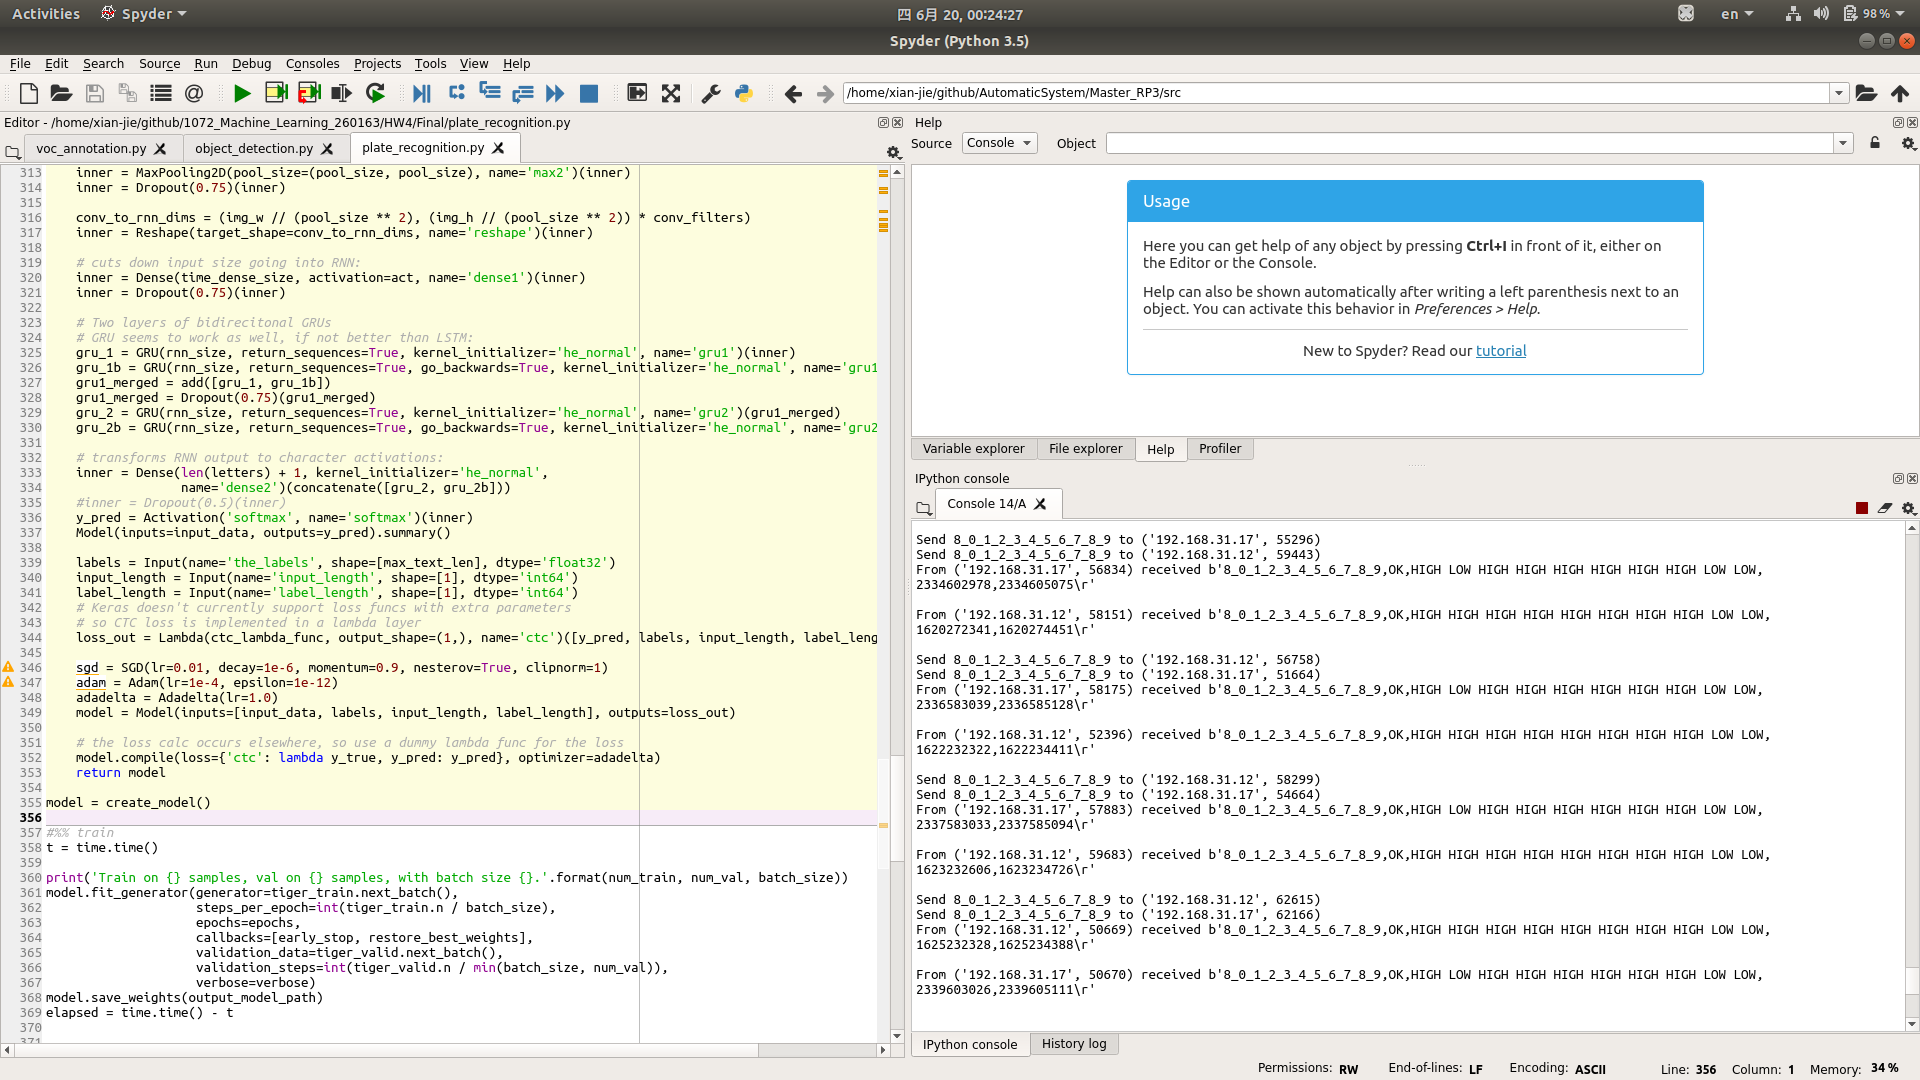 Activities Spyder 四 6月 20, 00:24:27 en 98 %
Spyder (Python 3.5)
File Edit Search Source Run Debug Consoles Projects Tools View Help
/home/xian-jie/github/AutomaticSystem/Master_RP3/src
Editor - /home/xian-jie/github/1072_Machine_Learning_260163/HW4/Final/plate_recognition.py
voc_annotation.py object_detection.py plate_recognition.py
313     inner = MaxPooling2D(pool_size=(pool_size, pool_size), name='max2')(inner)
314     inner = Dropout(0.75)(inner)
315
316     conv_to_rnn_dims = (img_w // (pool_size ** 2), (img_h // (pool_size ** 2)) * conv_filters)
317     inner = Reshape(target_shape=conv_to_rnn_dims, name='reshape')(inner)
318
319     # cuts down input size going into RNN:
320     inner = Dense(time_dense_size, activation=act, name='dense1')(inner)
321     inner = Dropout(0.75)(inner)
322
323     # Two layers of bidirecitonal GRUs
324     # GRU seems to work as well, if not better than LSTM:
325     gru_1 = GRU(rnn_size, return_sequences=True, kernel_initializer='he_normal', name='gru1')(inner)
326     gru_1b = GRU(rnn_size, return_sequences=True, go_backwards=True, kernel_initializer='he_normal', name='gru1
327     gru1_merged = add([gru_1, gru_1b])
328     gru1_merged = Dropout(0.75)(gru1_merged)
329     gru_2 = GRU(rnn_size, return_sequences=True, kernel_initializer='he_normal', name='gru2')(gru1_merged)
330     gru_2b = GRU(rnn_size, return_sequences=True, go_backwards=True, kernel_initializer='he_normal', name='gru2
331
332     # transforms RNN output to character activations:
333     inner = Dense(len(letters) + 1, kernel_initializer='he_normal',
334                   name='dense2')(concatenate([gru_2, gru_2b]))
335     #inner = Dropout(0.5)(inner)
336     y_pred = Activation('softmax', name='softmax')(inner)
337     Model(inputs=input_data, outputs=y_pred).summary()
338
339     labels = Input(name='the_labels', shape=[max_text_len], dtype='float32')
340     input_length = Input(name='input_length', shape=[1], dtype='int64')
341     label_length = Input(name='label_length', shape=[1], dtype='int64')
342     # Keras doesn't currently support loss funcs with extra parameters
343     # so CTC loss is implemented in a lambda layer
344     loss_out = Lambda(ctc_lambda_func, output_shape=(1,), name='ctc')([y_pred, labels, input_length, label_leng
345
346     sgd = SGD(lr=0.01, decay=1e-6, momentum=0.9, nesterov=True, clipnorm=1)
347     adam = Adam(lr=1e-4, epsilon=1e-12)
348     adadelta = Adadelta(lr=1.0)
349     model = Model(inputs=[input_data, labels, input_length, label_length], outputs=loss_out)
350
351     # the loss calc occurs elsewhere, so use a dummy lambda func for the loss
352     model.compile(loss={'ctc': lambda y_true, y_pred: y_pred}, optimizer=adadelta)
353     return model
354
355 model = create_model()
356
357 #%% train
358 t = time.time()
359
360 print('Train on {} samples, val on {} samples, with batch size {}.'.format(num_train, num_val, batch_size))
361 model.fit_generator(generator=tiger_train.next_batch(),
362                     steps_per_epoch=int(tiger_train.n / batch_size),
363                     epochs=epochs,
364                     callbacks=[early_stop, restore_best_weights],
365                     validation_data=tiger_valid.next_batch(),
366                     validation_steps=int(tiger_valid.n / min(batch_size, num_val)),
367                     verbose=verbose)
368 model.save_weights(output_model_path)
369 elapsed = time.time() - t
370
371
Help
Source Console Object
Usage
Here you can get help of any object by pressing Ctrl+I in front of it, either on
the Editor or the Console.
Help can also be shown automatically after writing a left parenthesis next to an
object. You can activate this behavior in Preferences > Help.
New to Spyder? Read our tutorial
Variable explorer File explorer Help Profiler
IPython console
Console 14/A
Send 8_0_1_2_3_4_5_6_7_8_9 to ('192.168.31.17', 55296)
Send 8_0_1_2_3_4_5_6_7_8_9 to ('192.168.31.12', 59443)
From ('192.168.31.17', 56834) received b'8_0_1_2_3_4_5_6_7_8_9,OK,HIGH LOW HIGH HIGH HIGH HIGH HIGH HIGH LOW LOW,
2334602978,2334605075\r'
From ('192.168.31.12', 58151) received b'8_0_1_2_3_4_5_6_7_8_9,OK,HIGH HIGH HIGH HIGH HIGH HIGH HIGH HIGH LOW LOW,
1620272341,1620274451\r'
Send 8_0_1_2_3_4_5_6_7_8_9 to ('192.168.31.12', 56758)
Send 8_0_1_2_3_4_5_6_7_8_9 to ('192.168.31.17', 51664)
From ('192.168.31.17', 58175) received b'8_0_1_2_3_4_5_6_7_8_9,OK,HIGH LOW HIGH HIGH HIGH HIGH HIGH HIGH LOW LOW,
2336583039,2336585128\r'
From ('192.168.31.12', 52396) received b'8_0_1_2_3_4_5_6_7_8_9,OK,HIGH HIGH HIGH HIGH HIGH HIGH HIGH HIGH LOW LOW,
1622232322,1622234411\r'
Send 8_0_1_2_3_4_5_6_7_8_9 to ('192.168.31.12', 58299)
Send 8_0_1_2_3_4_5_6_7_8_9 to ('192.168.31.17', 54664)
From ('192.168.31.17', 57883) received b'8_0_1_2_3_4_5_6_7_8_9,OK,HIGH LOW HIGH HIGH HIGH HIGH HIGH HIGH LOW LOW,
2337583033,2337585094\r'
From ('192.168.31.12', 59683) received b'8_0_1_2_3_4_5_6_7_8_9,OK,HIGH HIGH HIGH HIGH HIGH HIGH HIGH HIGH LOW LOW,
1623232606,1623234726\r'
Send 8_0_1_2_3_4_5_6_7_8_9 to ('192.168.31.12', 62615)
Send 8_0_1_2_3_4_5_6_7_8_9 to ('192.168.31.17', 62166)
From ('192.168.31.12', 50669) received b'8_0_1_2_3_4_5_6_7_8_9,OK,HIGH HIGH HIGH HIGH HIGH HIGH HIGH HIGH LOW LOW,
1625232328,1625234388\r'
From ('192.168.31.17', 50670) received b'8_0_1_2_3_4_5_6_7_8_9,OK,HIGH LOW HIGH HIGH HIGH HIGH HIGH HIGH LOW LOW,
2339603026,2339605111\r'
IPython console History log
Permissions: RW End-of-lines: LF Encoding: ASCII Line: 356 Column: 1 Memory: 34 %